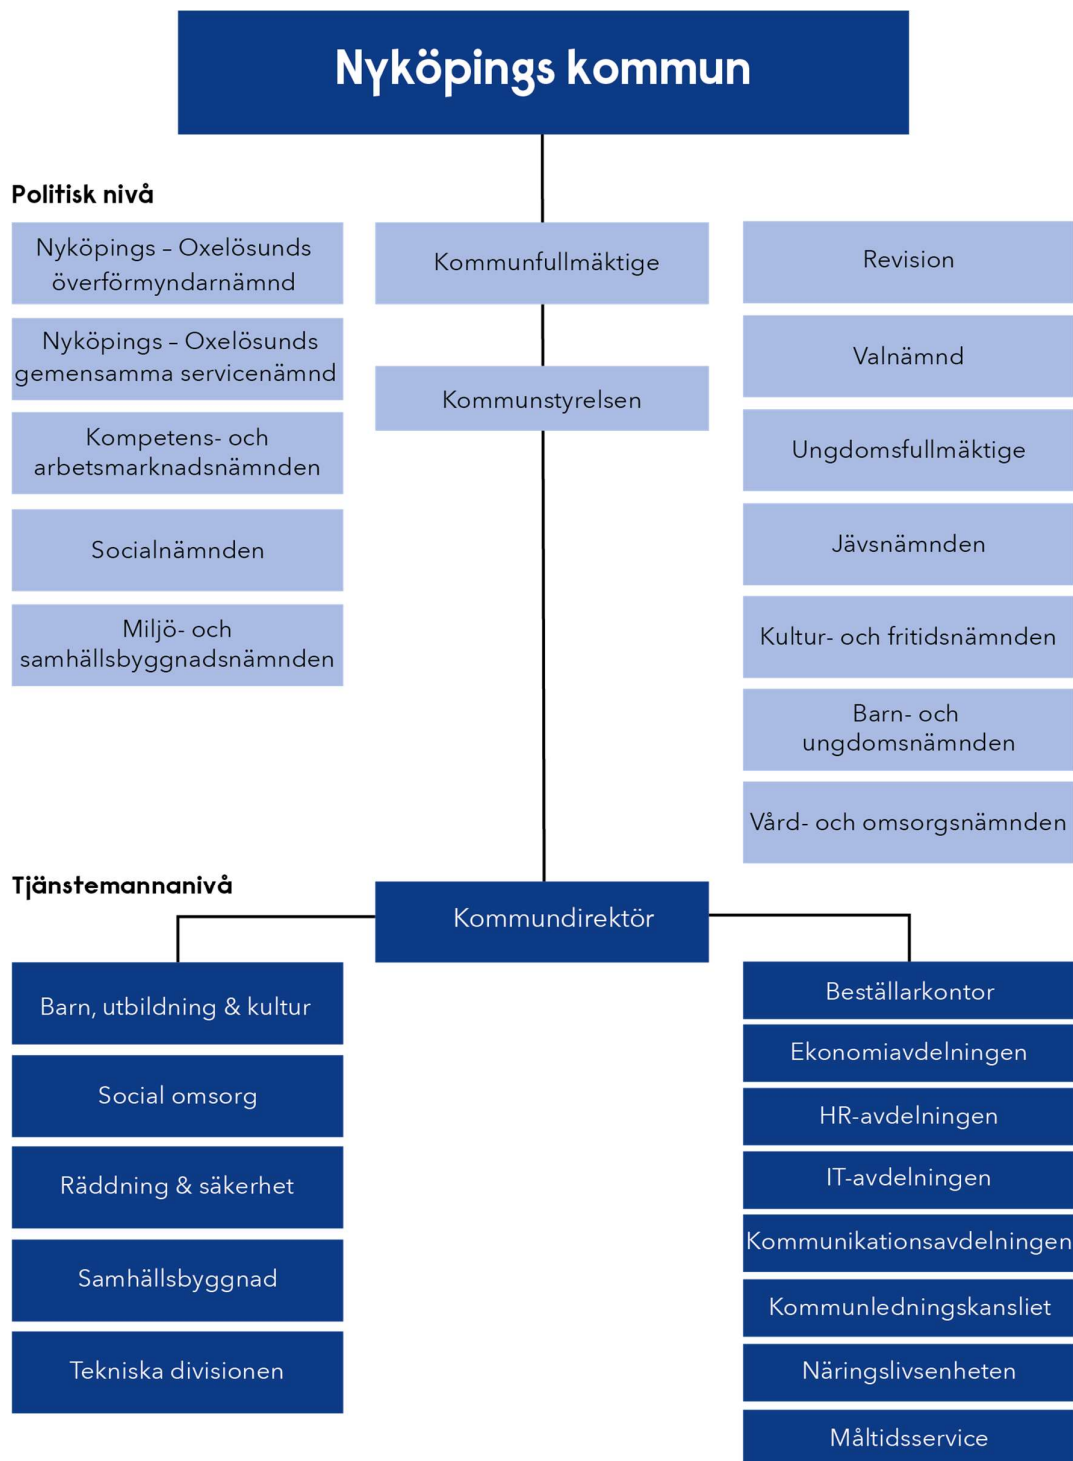 Nyköpings kommun
Politisk nivå
Nyköpings – Oxelösunds
överförmyndarnämnd
Nyköpings – Oxelösunds
gemensamma servicenämnd
Kompetens- och
arbetsmarknadsnämnden
Socialnämnden
Miljö- och
samhällsbyggnadsnämnden
Kommunfullmäktige
Kommunstyrelsen
Revision
Valnämnd
Ungdomsfullmäktige
Jävsnämnden
Kultur- och fritidsnämnden
Barn- och
ungdomsnämnden
Vård- och omsorgsnämnden
Tjänstemannanivå
Kommundirektör
Barn, utbildning & kultur
Social omsorg
Räddning & säkerhet
Samhällsbyggnad
Tekniska divisionen
Beställarkontor
Ekonomiavdelningen
HR-avdelningen
IT-avdelningen
Kommunikationsavdelningen
Kommunledningskansliet
Näringslivsenheten
Måltidsservice